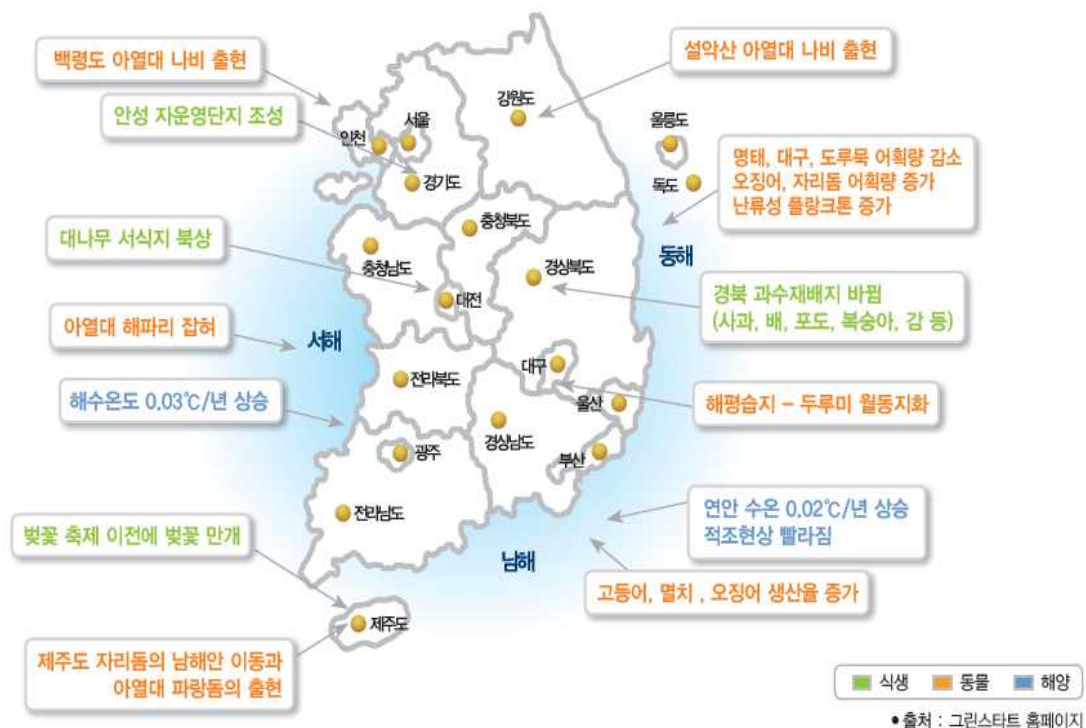 백령도 아열대 나비 출현
설악산 아열대 나비 출현
안성 자운영단지 조성
강원도
서울
인천
경기도
울릉도
독도
명태, 대구, 도루묵 어획량 감소
오징어, 자리돔 어획량 증가
난류성 플랑크톤 증가
대나무 서식지 북상
충청북도
충청남도
대전
경상북도
동해
경북 과수재배지 바뀜
(사과, 배, 포도, 복숭아, 감 등)
아열대 해파리 잡혀
서해
전라북도
대구
울산
해평습지 – 두루미 월동지화
해수온도 0.03℃/년 상승
광주
경상남도
부산
전라남도
연안 수온 0.02℃/년 상승
적조현상 빨라짐
벚꽃 축제 이전에 벚꽃 만개
남해
고등어, 멸치 , 오징어 생산율 증가
제주도
제주도 자리돔의 남해안 이동과
아열대 파랑돔의 출현
식생 동물 해양
• 출처 : 그린스타트 홈페이지